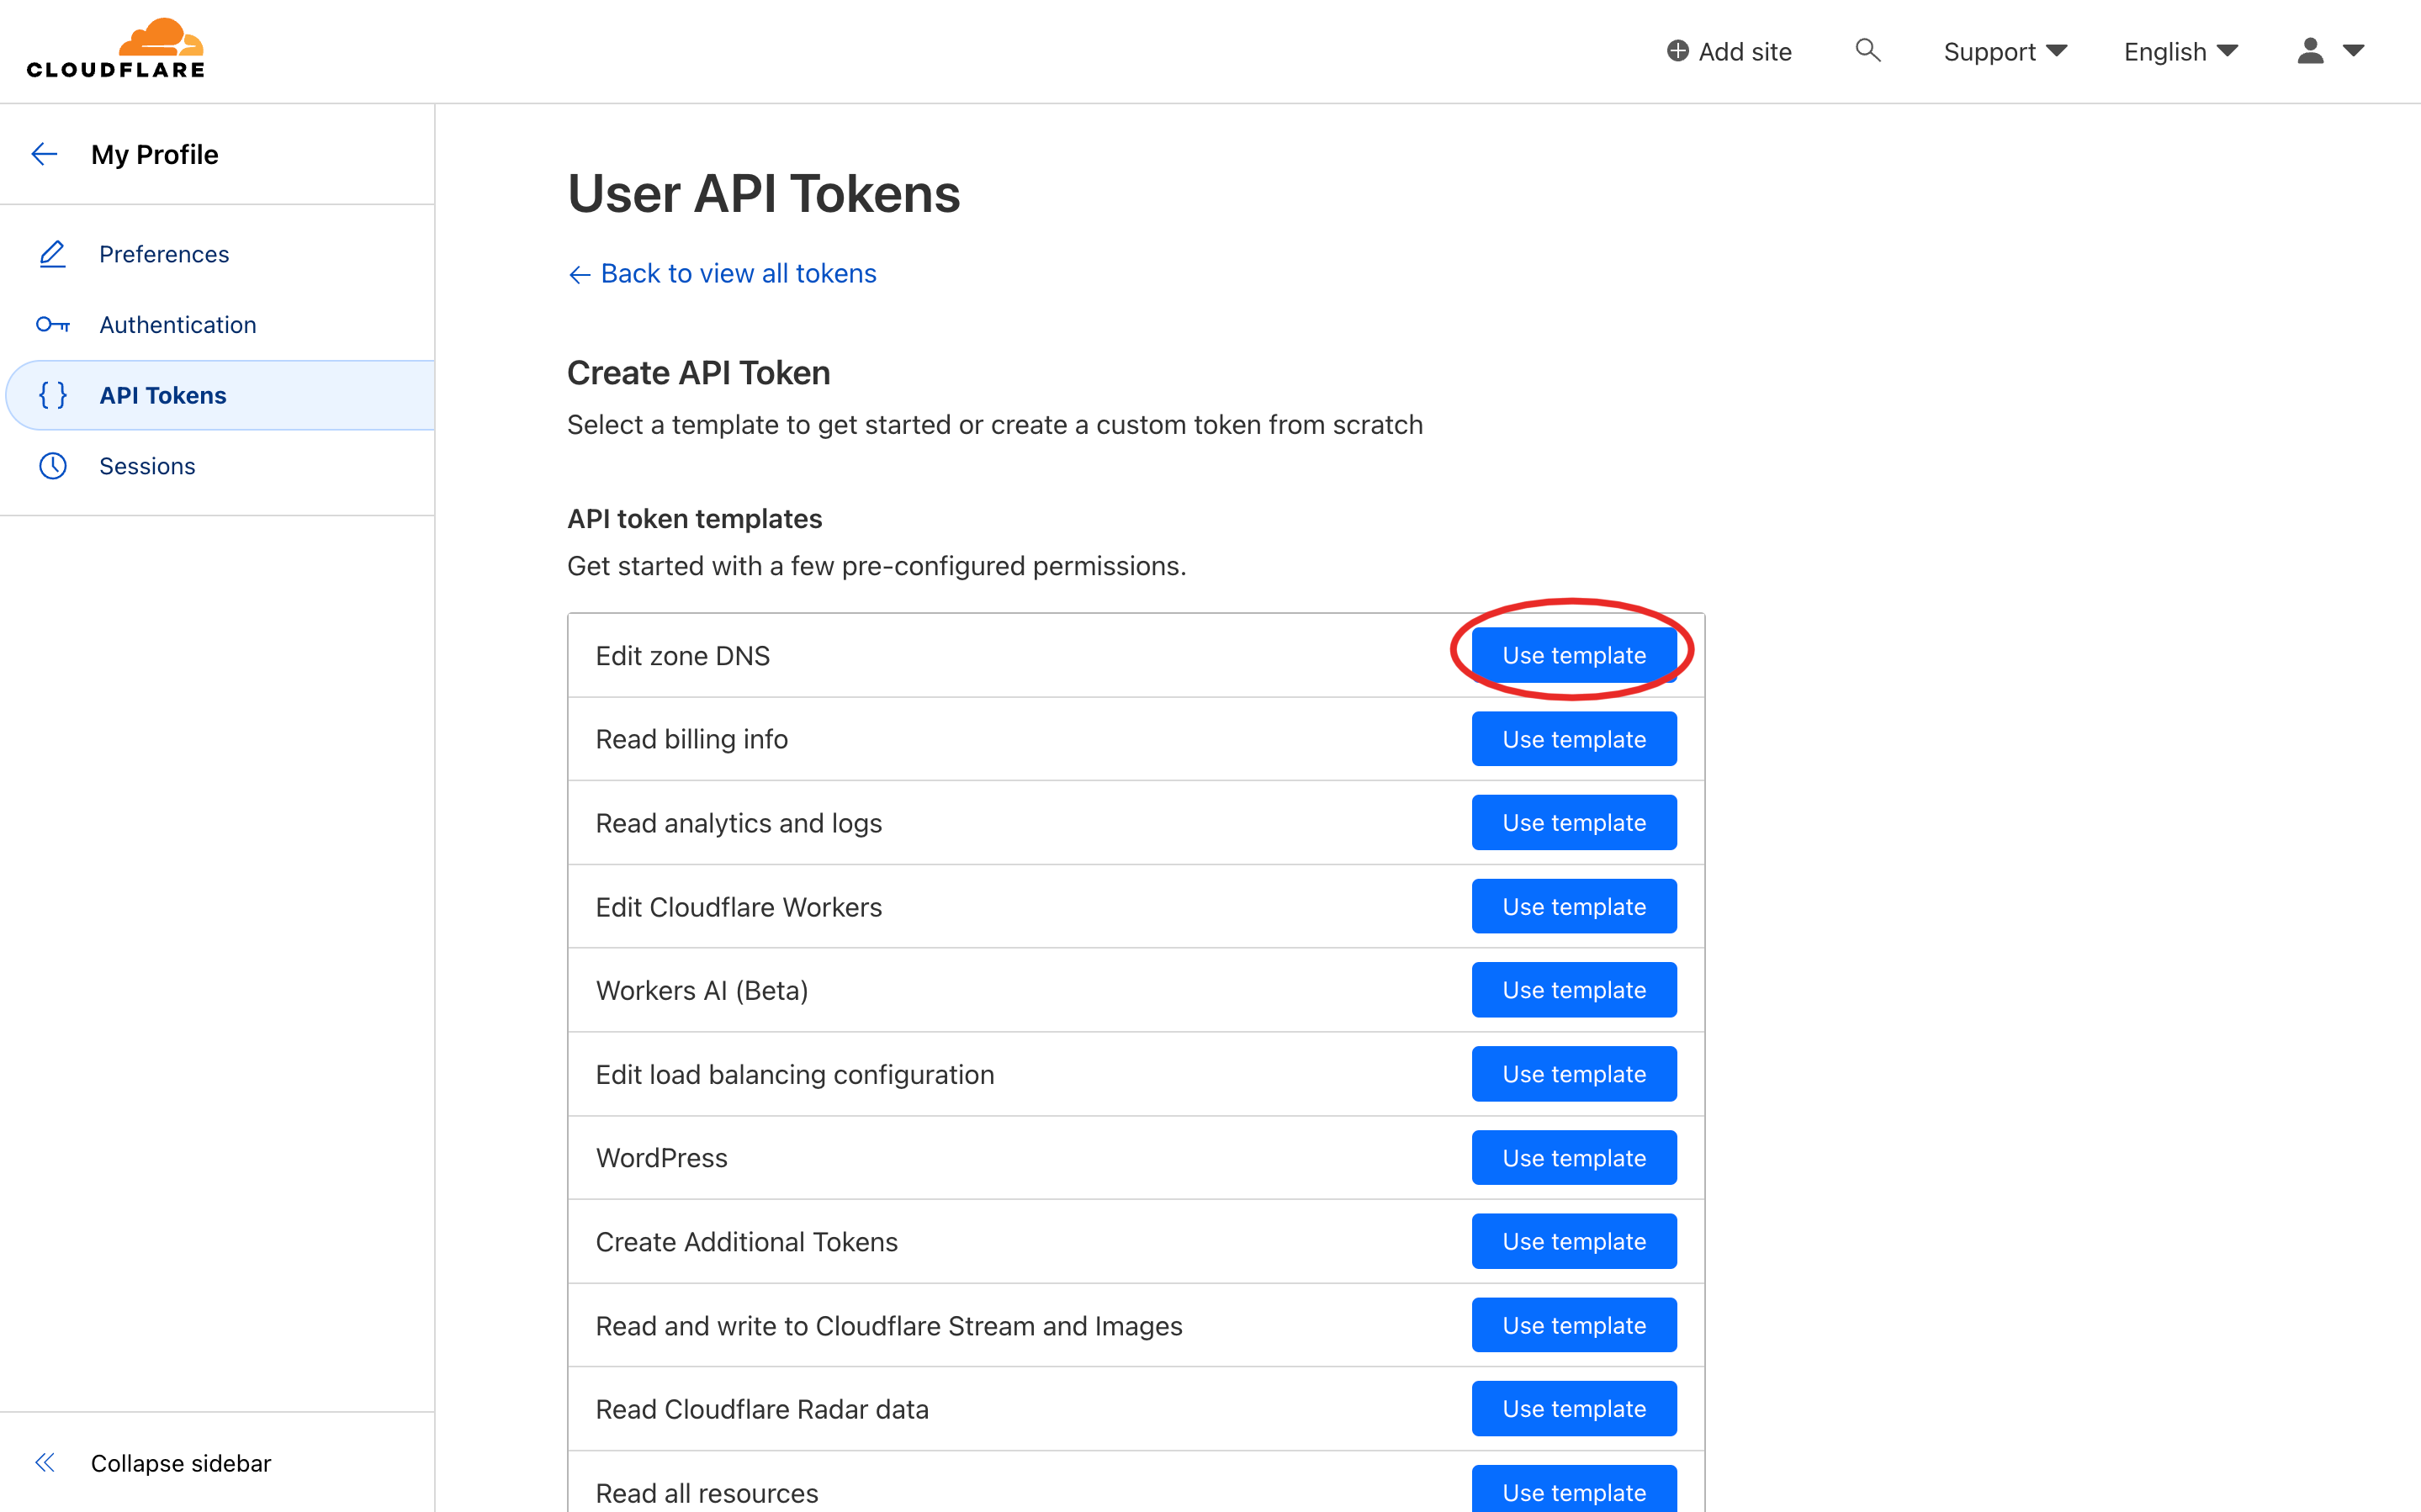 CLOUDFLARE
Add site
Support
English
My Profile
Preferences
Authentication
API Tokens
Sessions
Collapse sidebar
User API Tokens
Back to view all tokens
Create API Token
Select a template to get started or create a custom token from scratch
API token templates
Get started with a few pre-configured permissions.
Edit zone DNS Use template
Read billing info Use template
Read analytics and logs Use template
Edit Cloudflare Workers Use template
Workers AI (Beta) Use template
Edit load balancing configuration Use template
WordPress Use template
Create Additional Tokens Use template
Read and write to Cloudflare Stream and Images Use template
Read Cloudflare Radar data Use template
Read all resources Use template